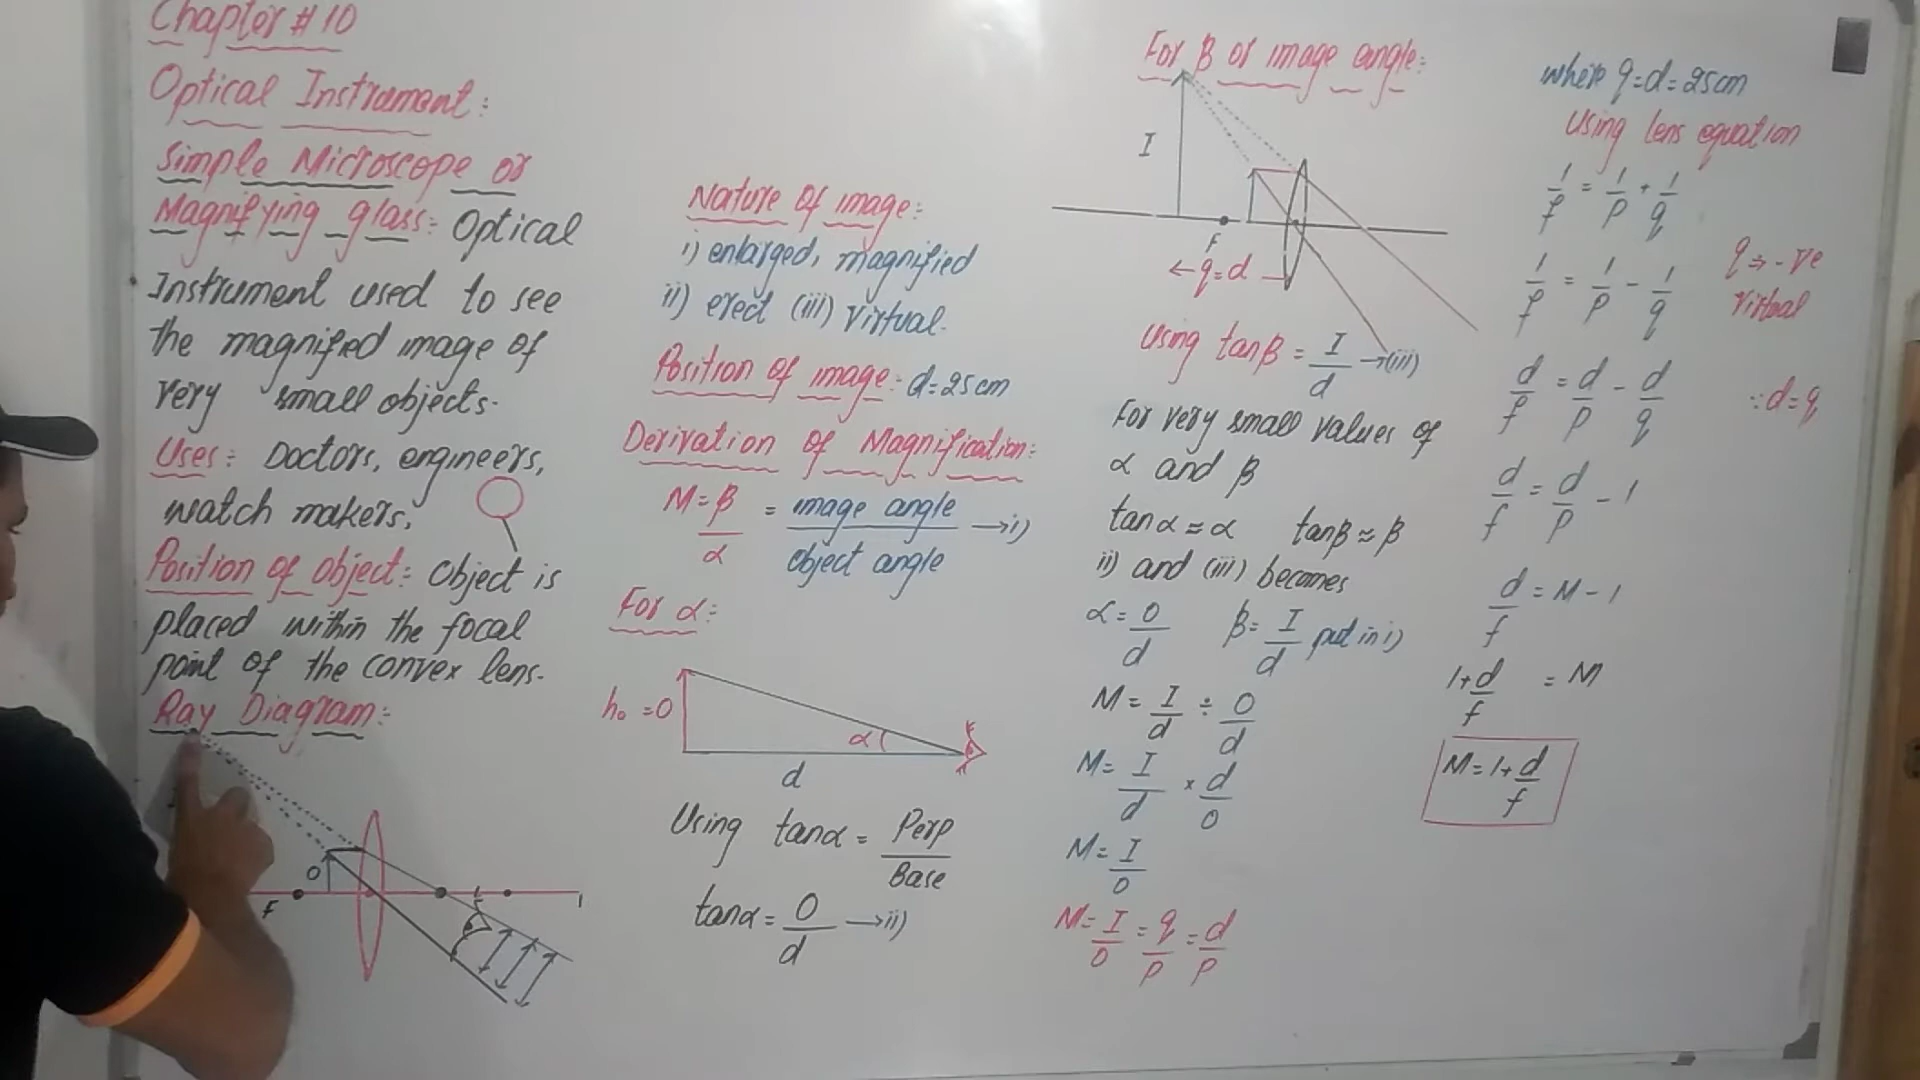 Chapter # 10
Optical Instrument:
Simple Microscope or
Magnifying glass: Optical
Instrument used to see
the magnified image of
very small objects.
Uses: Doctors, engineers,
watch makers.
Position of object: Object is
placed within the focal
point of the convex lens.
Ray Diagram:
O
F
Nature Of image:
i) enlarged, magnified
ii) erect (iii) Virtual.
Position of image: d=25cm
Derivation Of Magnification:
M = β/α = image angle/object angle →i)
For α:
h₀ = O
α
d
Using tanα = Perp/Base
tanα = O/d →ii)
For β or image angle:
I
F
← q=d →
Using tanβ = I/d →(iii)
For very small values of
α and β
tanα ≈ α tanβ ≈ β
ii) and (iii) becomes
α = O/d β = I/d put in i)
M = I/d ÷ O/d
M = I/d × d/O
M = I/O
M = I/O = q/p = d/p
where q=d=25cm
Using lens equation
1/f = 1/p + 1/q
1/f = 1/p - 1/q
q ⇒ -ve
Virtual
d/f = d/p - d/q ∵ d=q
d/f = d/p - 1
d/f = M - 1
1+d/f = M
M = 1+d/f